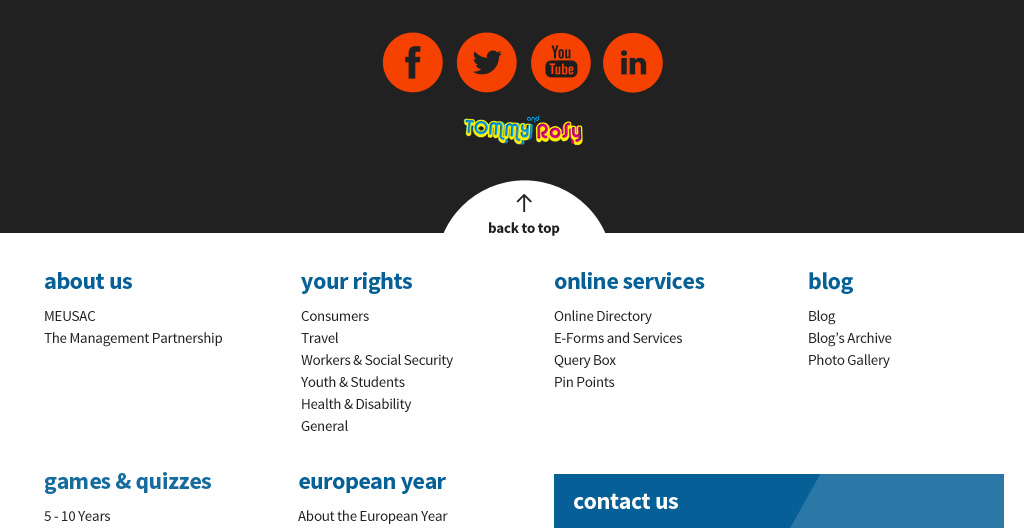 f
You
Tube
in
Tommy and Rosy
back to top
about us
MEUSAC
The Management Partnership
your rights
Consumers
Travel
Workers & Social Security
Youth & Students
Health & Disability
General
online services
Online Directory
E-Forms and Services
Query Box
Pin Points
blog
Blog
Blog's Archive
Photo Gallery
games & quizzes
5 - 10 Years
european year
About the European Year
contact us